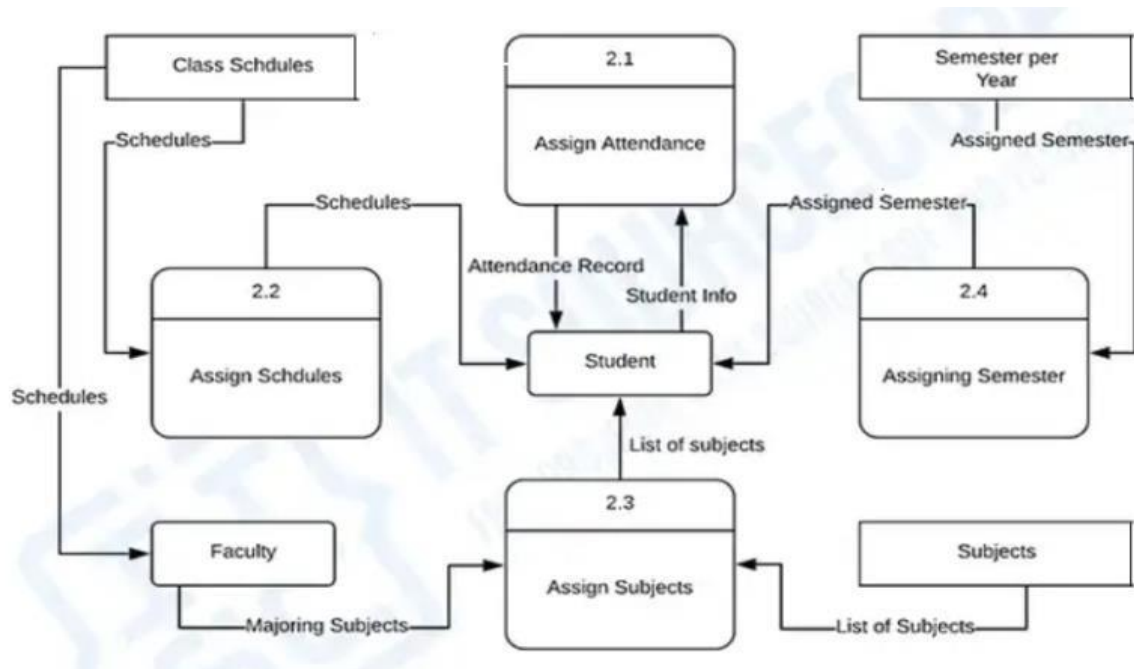 Class Schdules
2.1
Semester per
Year
Schedules
Assign Attendance
Assigned Semester
Schedules
Assigned Semester
Attendance Record
2.2
Student Info
2.4
Assign Schdules
Student
Assigning Semester
Schedules
List of subjects
2.3
Faculty
Subjects
Assign Subjects
Majoring Subjects
List of Subjects
IT SOURCECODE